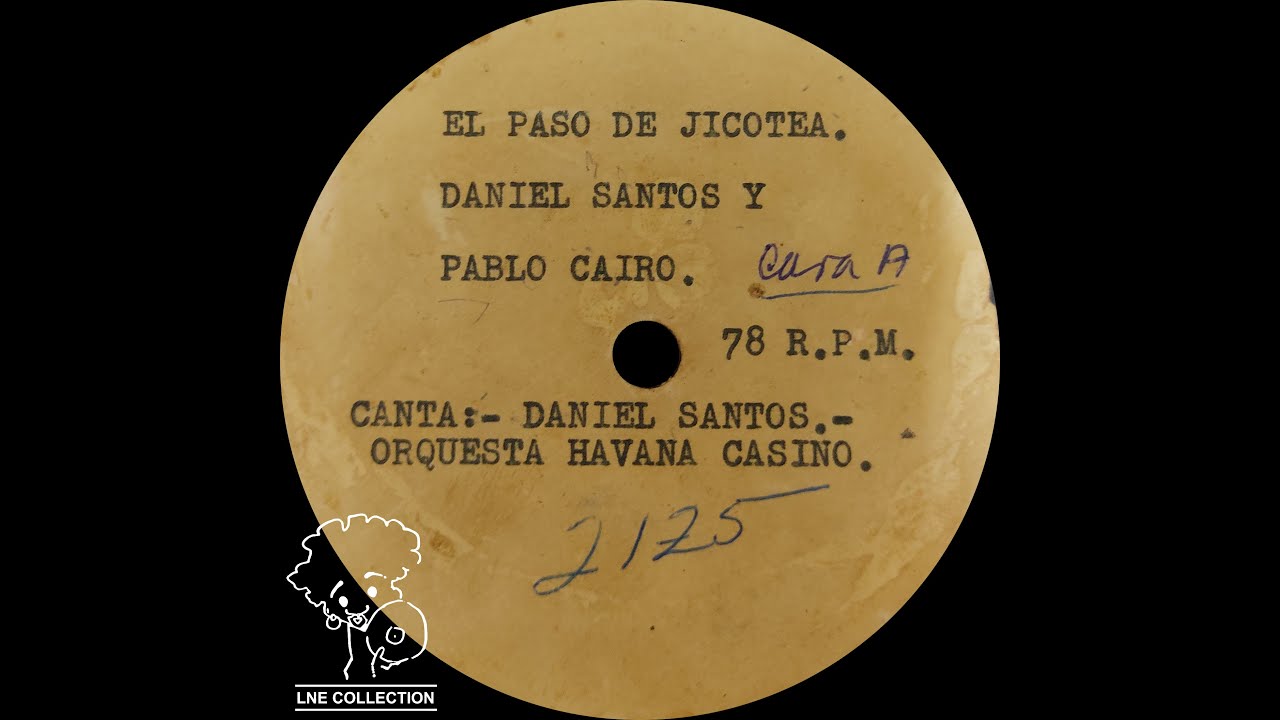 EL PASO DE JICOTEA.
DANIEL SANTOS Y
PABLO CAIRO. Cara A
78 R.P.M.
CANTA:- DANIEL SANTOS.-
ORQUESTA HAVANA CASINO.
2125
LNE COLLECTION